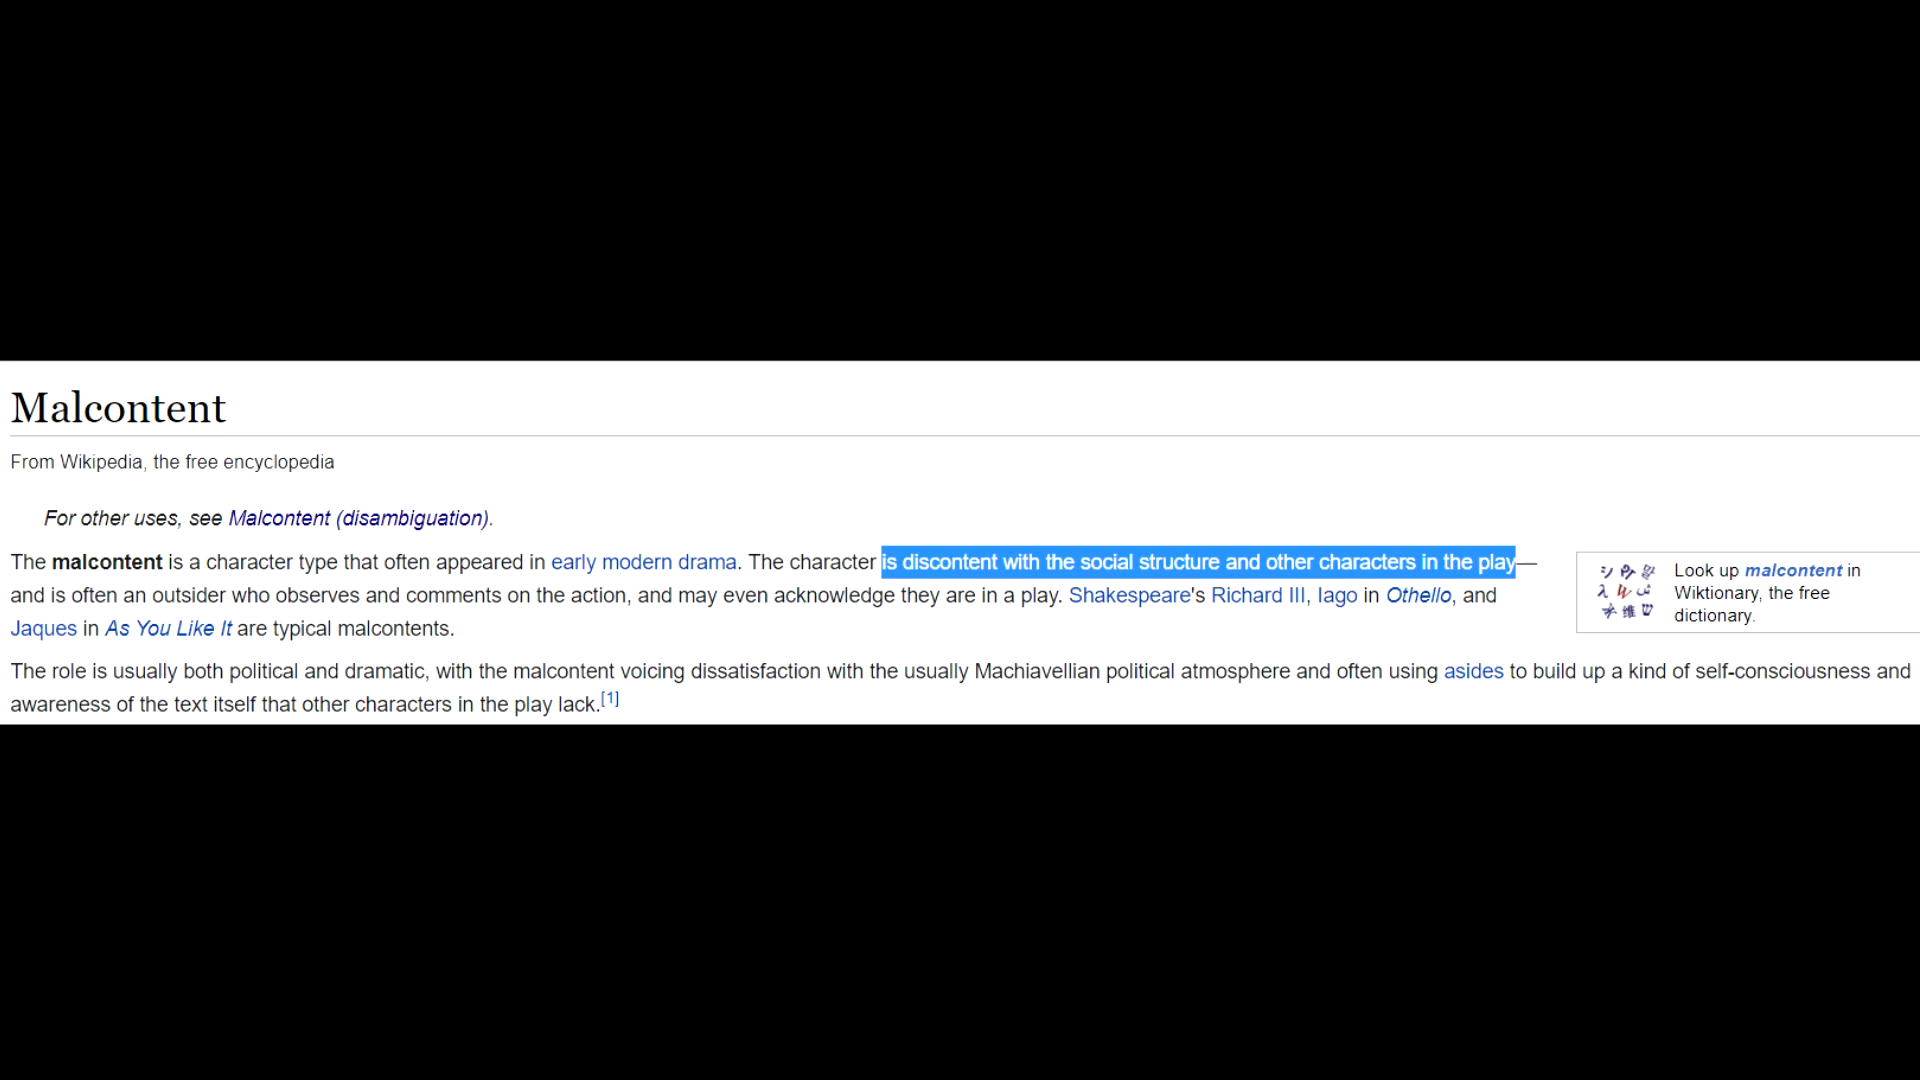 Malcontent
From Wikipedia, the free encyclopedia
For other uses, see Malcontent (disambiguation).
The malcontent is a character type that often appeared in early modern drama. The character is discontent with the social structure and other characters in the play—
and is often an outsider who observes and comments on the action, and may even acknowledge they are in a play. Shakespeare's Richard III, Iago in Othello, and
Jaques in As You Like It are typical malcontents.
Look up malcontent in
Wiktionary, the free
dictionary.
The role is usually both political and dramatic, with the malcontent voicing dissatisfaction with the usually Machiavellian political atmosphere and often using asides to build up a kind of self-consciousness and
awareness of the text itself that other characters in the play lack.[1]